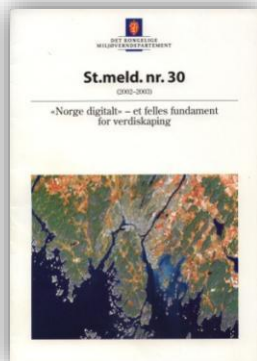 DET KONGELIGE
MILJØVERNDEPARTEMENT
St.meld. nr. 30
(2002–2003)
«Norge digitalt» – et felles fundament
for verdiskaping